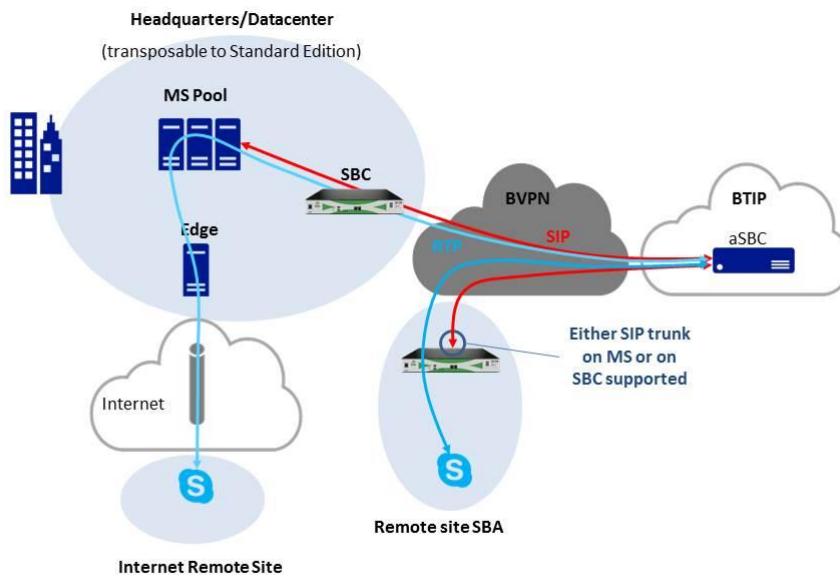 Headquarters/Datacenter
(transposable to Standard Edition)
MS Pool
SBC
BVPN
BTIP
aSBC
Edge
RTP
SIP
Either SIP trunk
on MS or on
SBC supported
Internet
S
S
Remote site SBA
Internet Remote Site